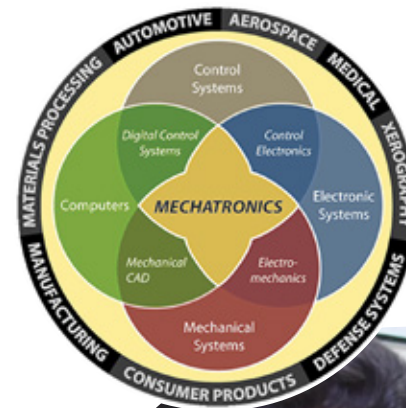 AUTOMOTIVE
AEROSPACE
MEDICAL
XEROGRAPHY
DEFENSE SYSTEMS
CONSUMER PRODUCTS
MANUFACTURING
MATERIALS PROCESSING
Control
Systems
Digital Control
Systems
Control
Electronics
Computers
MECHATRONICS
Electronic
Systems
Mechanical
CAD
Electro-
mechanics
Mechanical
Systems